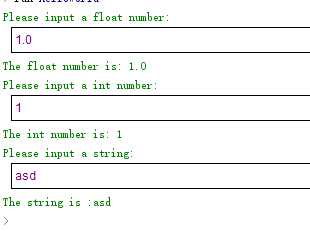 Please input a float number:
1.0
The float number is: 1.0
Please input a int number:
1
The int number is: 1
Please input a string:
asd
The string is :asd
>